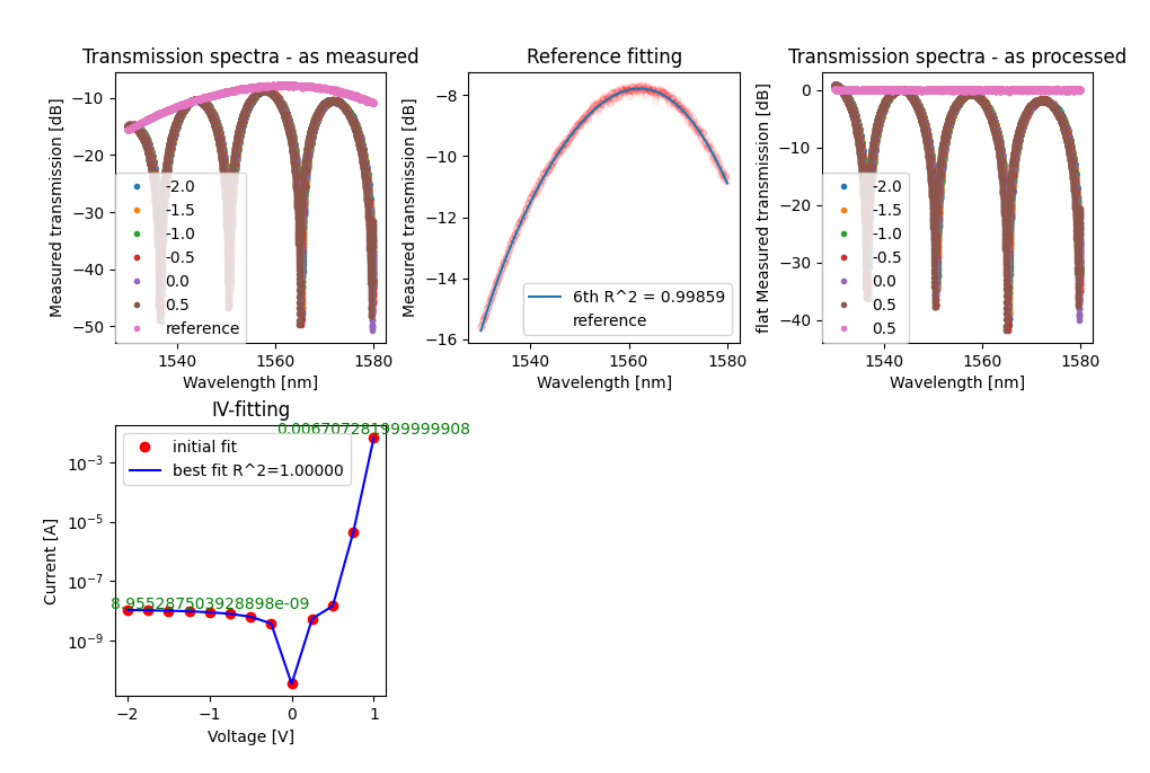 Transmission spectra - as measured
Measured transmission [dB]
−10
−20
−30
−40
−50
-2.0
-1.5
-1.0
-0.5
0.0
0.5
reference
1540
1560
1580
Wavelength [nm]
Reference fitting
Measured transmission [dB]
−8
−10
−12
−14
−16
6th R^2 = 0.99859
reference
1540
1560
1580
Wavelength [nm]
Transmission spectra - as processed
flat Measured transmission [dB]
0
−10
−20
−30
−40
-2.0
-1.5
-1.0
-0.5
0.0
0.5
0.5
1540
1560
1580
Wavelength [nm]
IV-fitting
0.006707281999999908
initial fit
best fit R^2=1.00000
Current [A]
10⁻³
10⁻⁵
10⁻⁷
10⁻⁹
8.955287503928898e-09
−2
−1
0
1
Voltage [V]